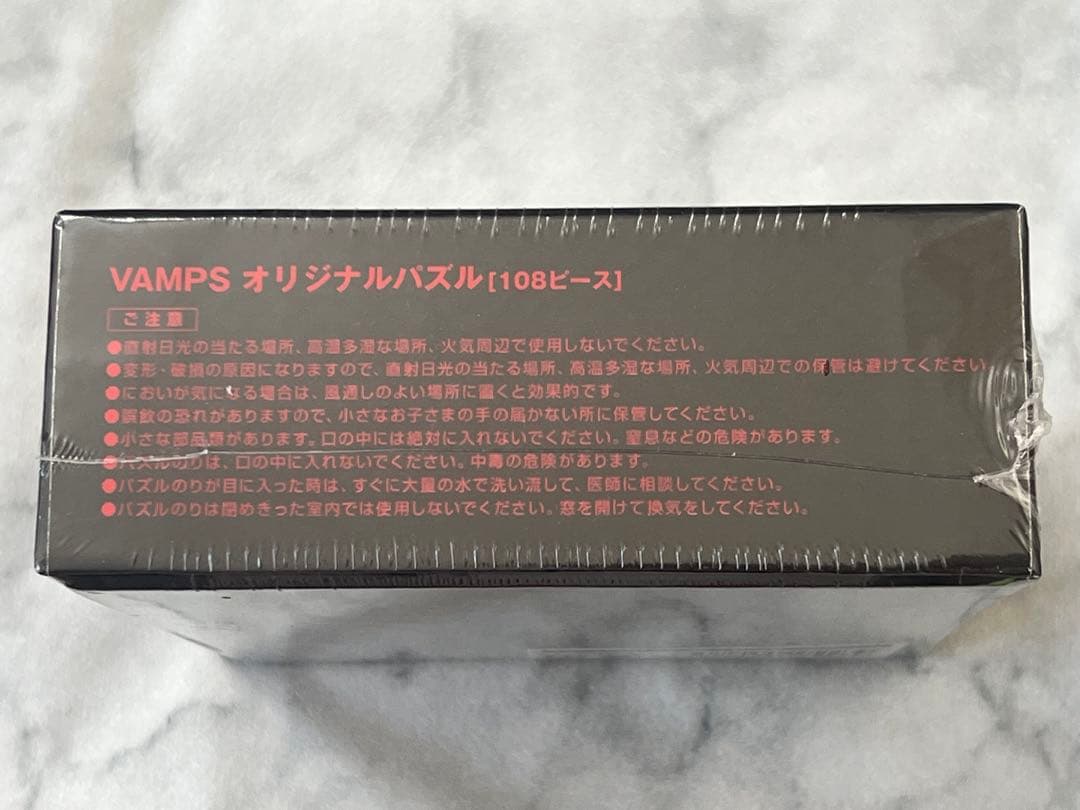 VAMPS オリジナルパズル[108ピース]
ご注意
●直射日光の当たる場所、高温多湿な場所、火気周辺で使用しないでください。
●変形・破損の原因になりますので、直射日光の当たる場所、高温多湿な場所、火気周辺での保管は避けてください。
●においが気になる場合は、風通しのよい場所に置くと効果的です。
●誤飲の恐れがありますので、小さなお子さまの手の届かない所に保管してください。
●小さな部品類があります。口の中には絶対に入れないでください。窒息などの危険があります。
●パズルのりは、口の中に入れないでください。中毒の危険があります。
●パズルのりが目に入った時は、すぐに大量の水で洗い流して、医師に相談してください。
●パズルのりは閉めきった室内では使用しないでください。窓を開けて換気をしてください。